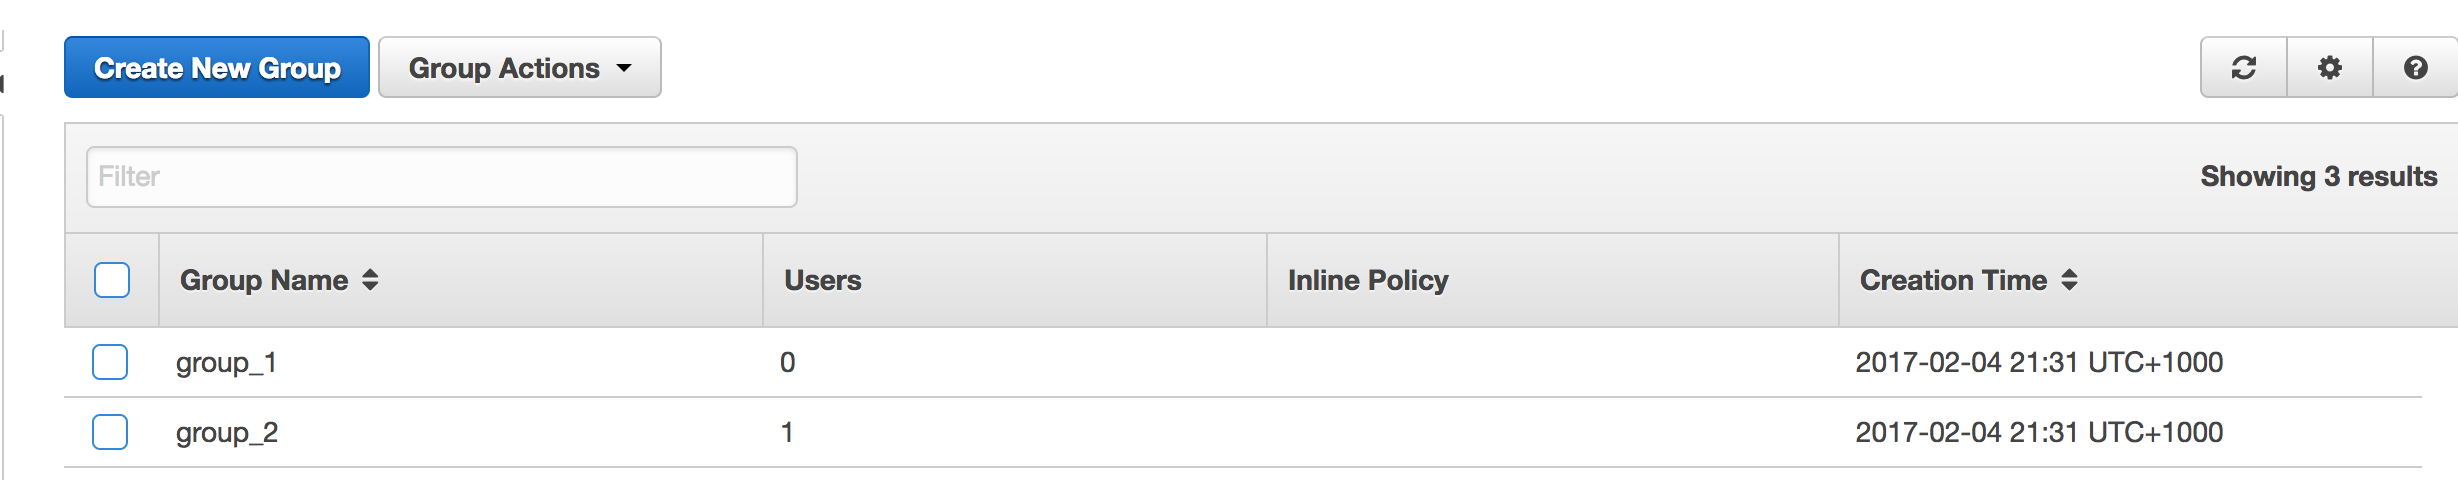 Create New Group Group Actions
Filter Showing 3 results
Group Name Users Inline Policy Creation Time
group_1 0 2017-02-04 21:31 UTC+1000
group_2 1 2017-02-04 21:31 UTC+1000